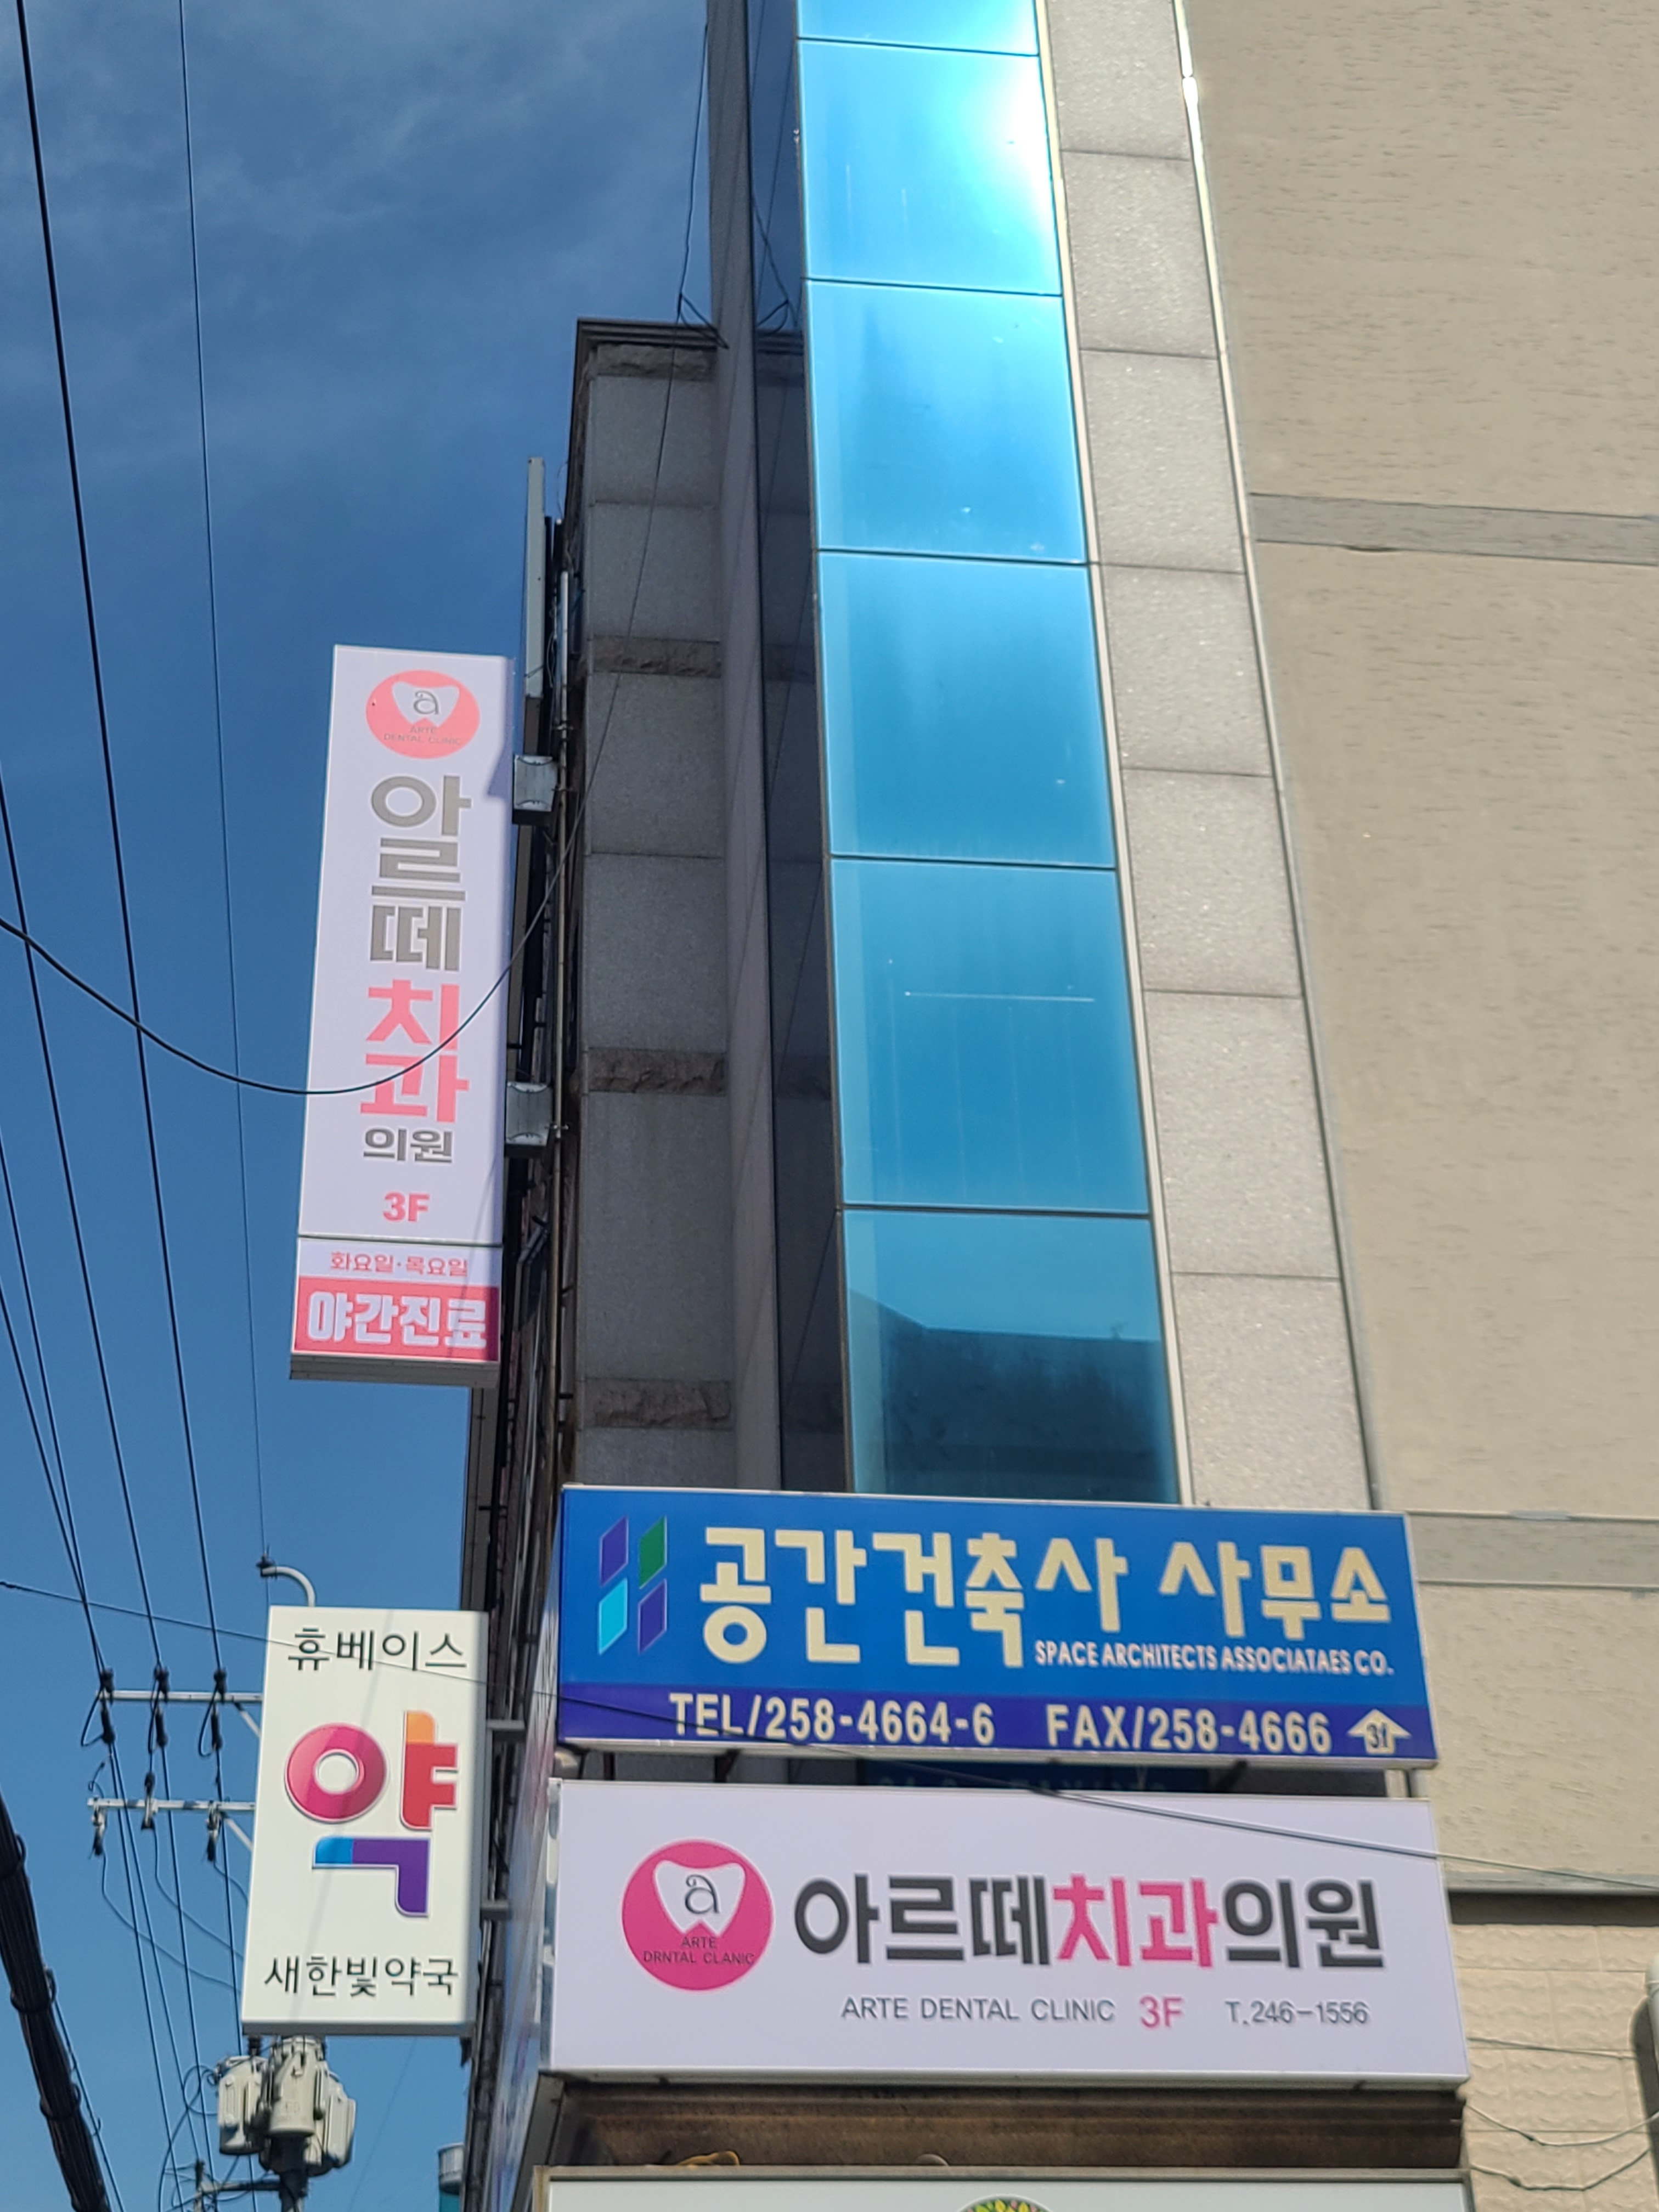 a
ARTE
DENTAL CLINIC
아르떼
치과
의원
3F
화요일·목요일
야간진료
공간건축사 사무소
SPACE ARCHITECTS ASSOCIATAES CO.
TEL/258-4664-6 FAX/258-4666 31
휴베이스
약
새한빛약국
a
ARTE
DRNTAL CLANIC
아르떼치과의원
ARTE DENTAL CLINIC 3F T.246-1556